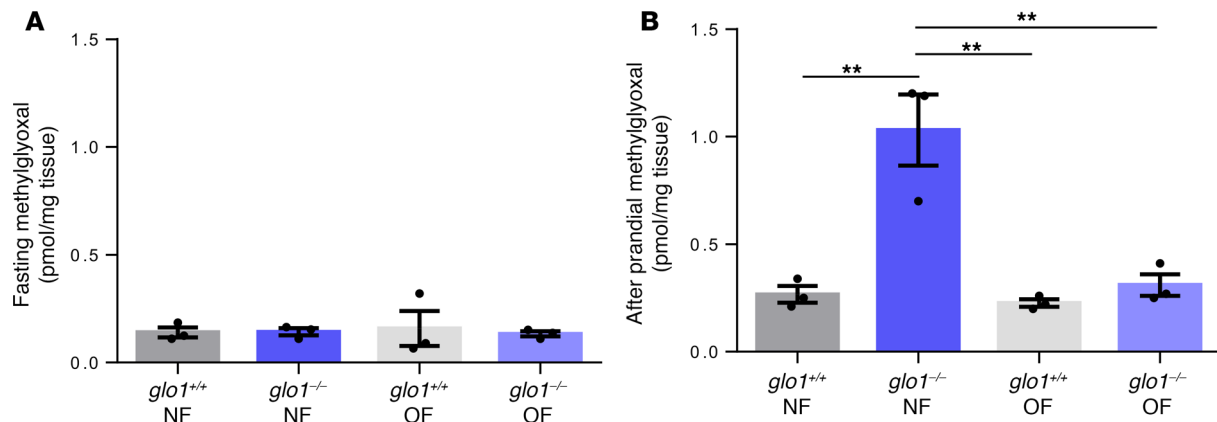 A
1.5
1.0
0.5
0.0
Fasting methylglyoxal
(pmol/mg tissue)
glo1⁺/⁺
NF
glo1⁻/⁻
NF
glo1⁺/⁺
OF
glo1⁻/⁻
OF
B
**
**
**
1.5
1.0
0.5
0.0
After prandial methylglyoxal
(pmol/mg tissue)
glo1⁺/⁺
NF
glo1⁻/⁻
NF
glo1⁺/⁺
OF
glo1⁻/⁻
OF